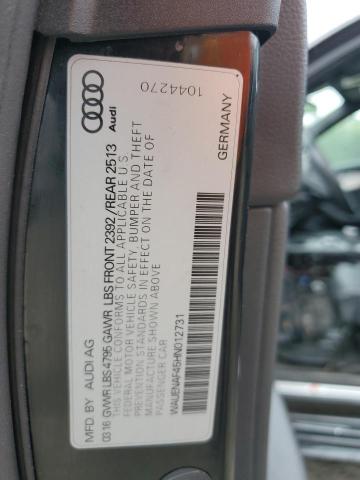 MFD BY AUDI AG
0316 GVWR LBS 4795 GAWR LBS FRONT 2392 / REAR 2513
THIS VEHICLE CONFORMS TO ALL APPLICABLE U.S.
FEDERAL MOTOR VEHICLE SAFETY, BUMPER AND THEFT
PREVENTION STANDARDS IN EFFECT ON THE DATE OF
MANUFACTURE SHOWN ABOVE
PASSENGER CAR
WAUENAF45HN012731
Audi
1044270
GERMANY